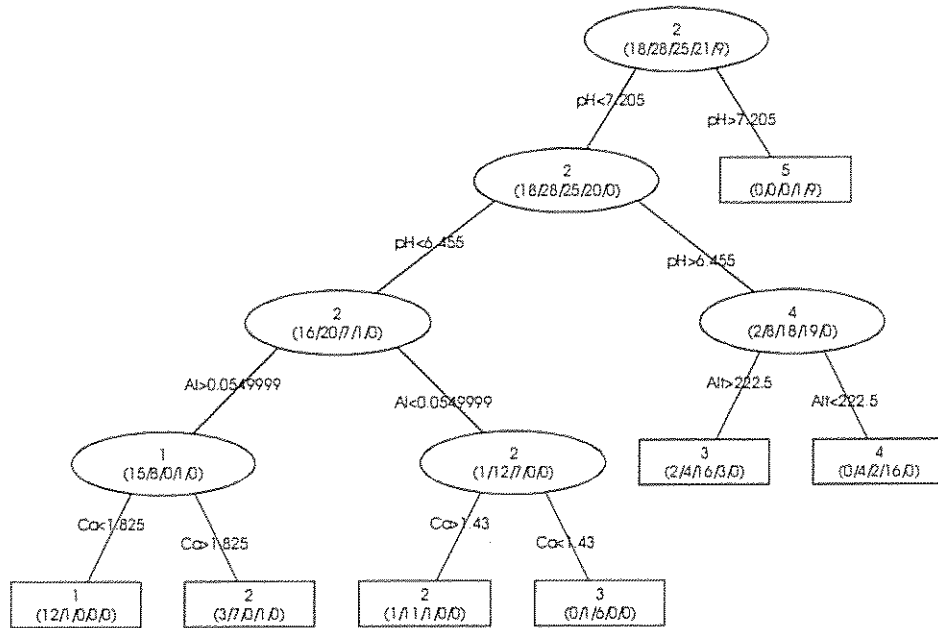 2
(18/28/25/21/9)
pH<7.205
pH>7.205
2
(18/28/25/20/0)
5
(0/0/0/1/9)
pH<6.455
pH>6.455
2
(16/20/7/1/0)
4
(2/8/18/19/0)
Al>0.0549999
Al<0.0549999
Alt>222.5
Alt<222.5
1
(15/8/0/1/0)
2
(1/12/7/0/0)
3
(2/4/16/3/0)
4
(0/4/2/16/0)
Ca<1.825
Ca>1.825
Ca>1.43
Ca<1.43
1
(12/1/0/0/0)
2
(3/7/0/1/0)
2
(1/11/1/0/0)
3
(0/1/6/0/0)